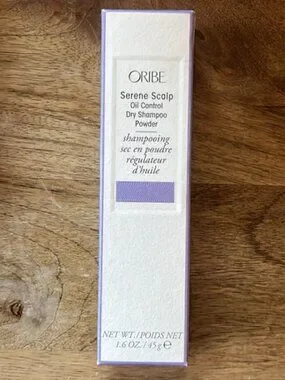 ORIBE
Serene Scalp
Oil Control
Dry Shampoo
Powder
shampooing
sec en poudre
régulateur
d'huile
NET WT./POIDS NET
1.6 OZ./45g ℮